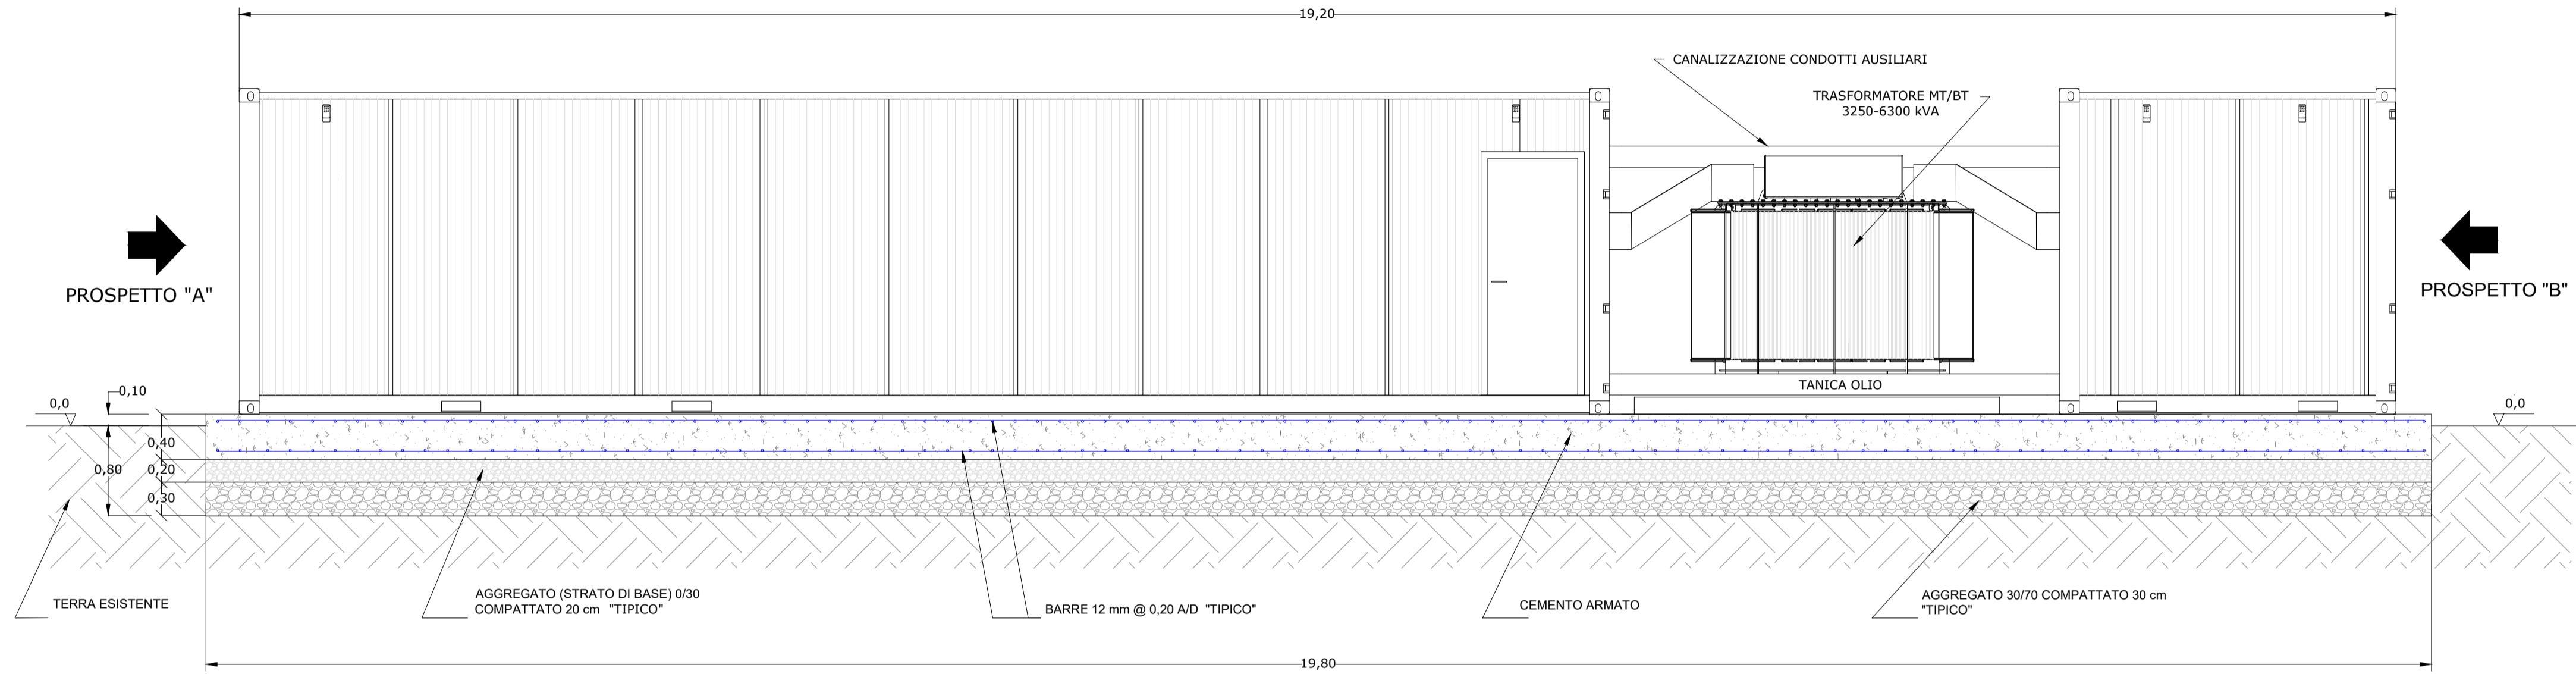 19,20
CANALIZZAZIONE CONDOTTI AUSILIARI
TRASFORMATORE MT/BT
3250-6300 kVA
PROSPETTO "A"
PROSPETTO "B"
TANICA OLIO
0,10
0,0
0,0
0,40
0,80
0,20
0,30
TERRA ESISTENTE
AGGREGATO (STRATO DI BASE) 0/30
COMPATTATO 20 cm "TIPICO"
BARRE 12 mm @ 0,20 A/D "TIPICO"
CEMENTO ARMATO
AGGREGATO 30/70 COMPATTATO 30 cm
"TIPICO"
19,80